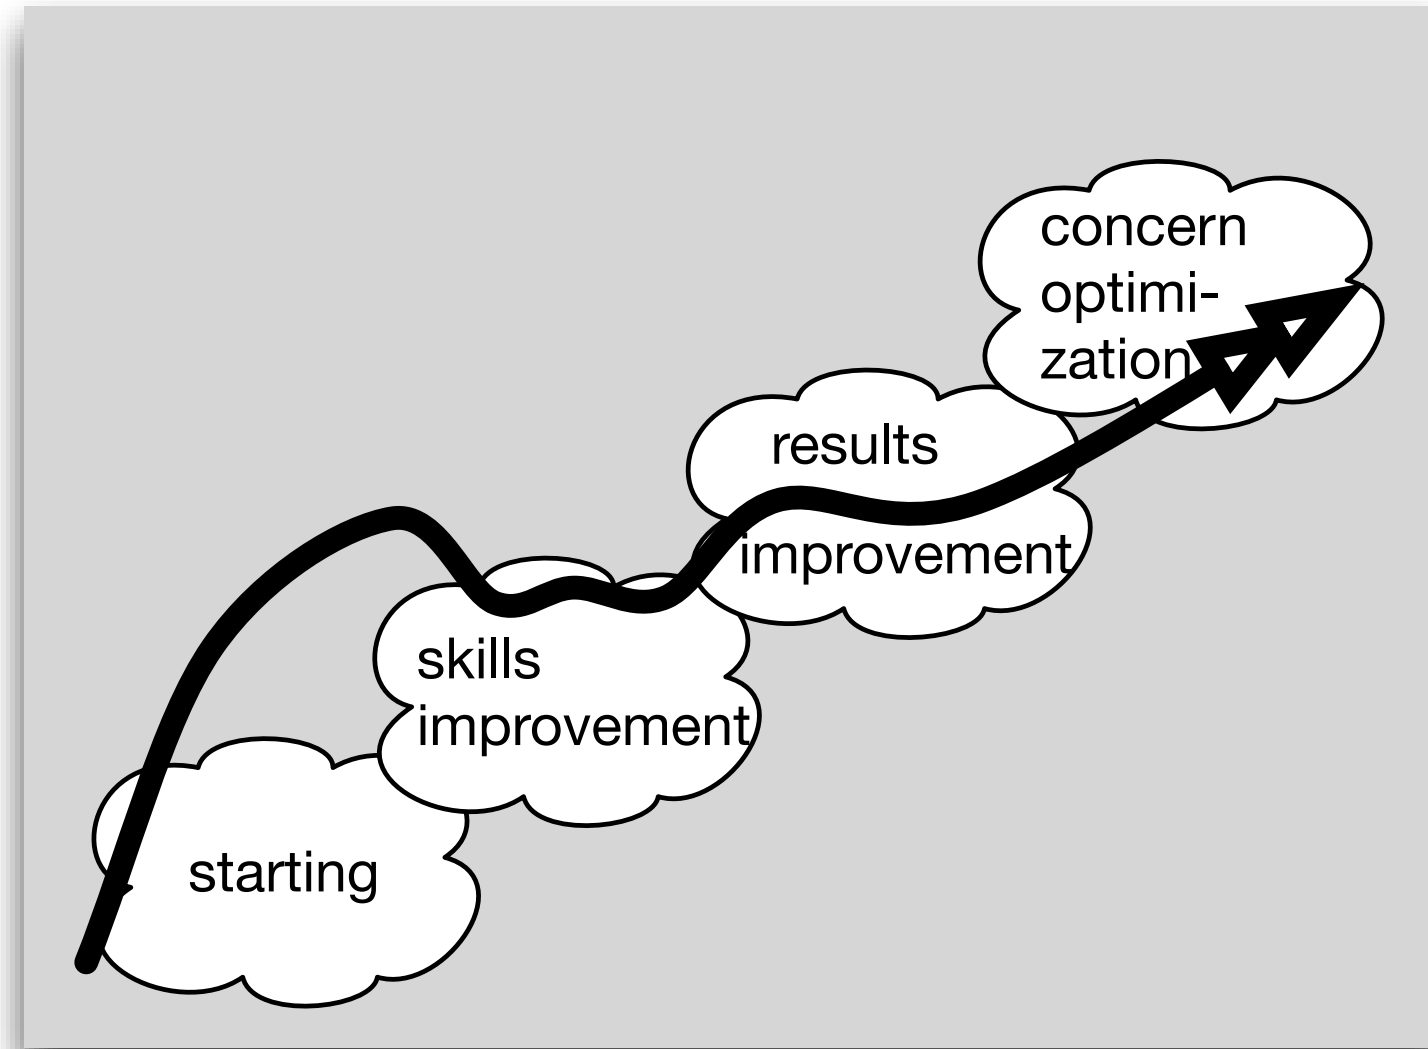 concern
optimi-
zation
results
improvement
skills
improvement
starting